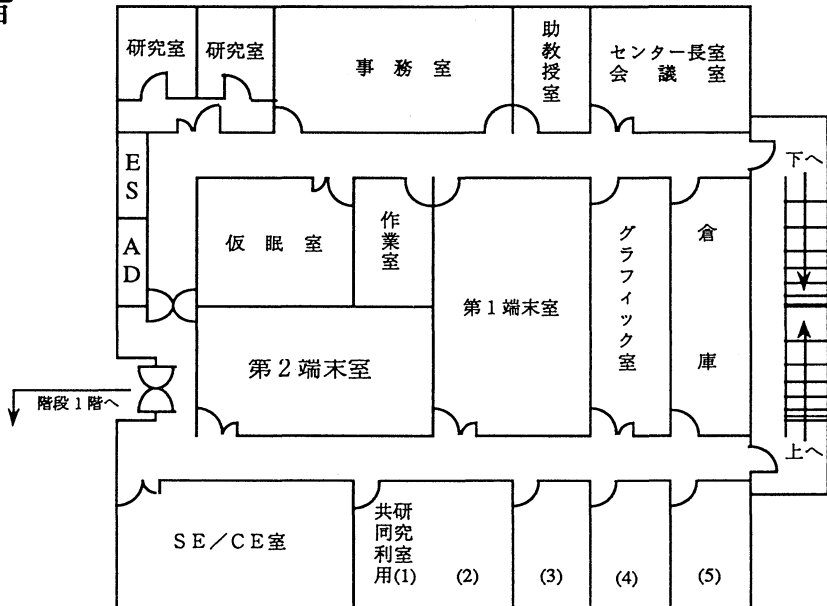 研究室
研究室
事務室
助教授室
センター長室
会議室
ES
AD
下へ
仮眠室
作業室
第1端末室
グラフィック室
倉庫
第2端末室
階段1階へ
上へ
SE/CE室
共同利用
研究室
(1)
(2)
(3)
(4)
(5)